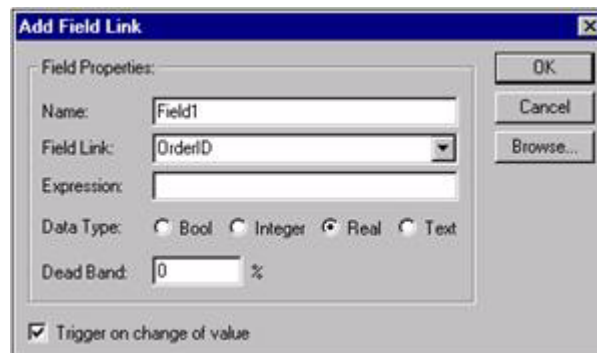 Add Field Link
Field Properties:
OK
Name: Field1
Cancel
Field Link: OrderID
Browse...
Expression:
Data Type: Bool Integer Real Text
Dead Band: 0 %
Trigger on change of value